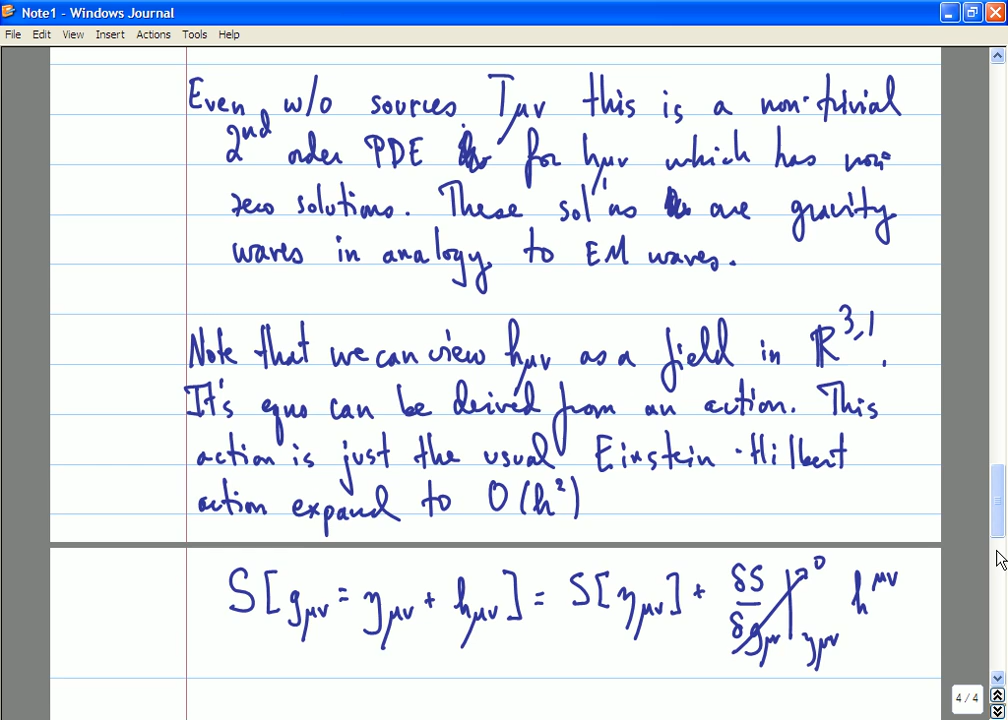 Note1 - Windows Journal
File Edit View Insert Actions Tools Help
Even w/o sources Tμν this is a non-trivial
2nd order PDE for hμν which has non-
zero solutions. These sol'ns are gravity
waves in analogy to EM waves.
Note that we can view hμν as a field in ℝ^3,1.
It's eqns can be derived from an action. This
action is just the usual Einstein-Hilbert
action expand to O(h²)
S[gμν = ημν + hμν] = S[ημν] + δS/δgμν |ημν →0 h^μν
4 / 4